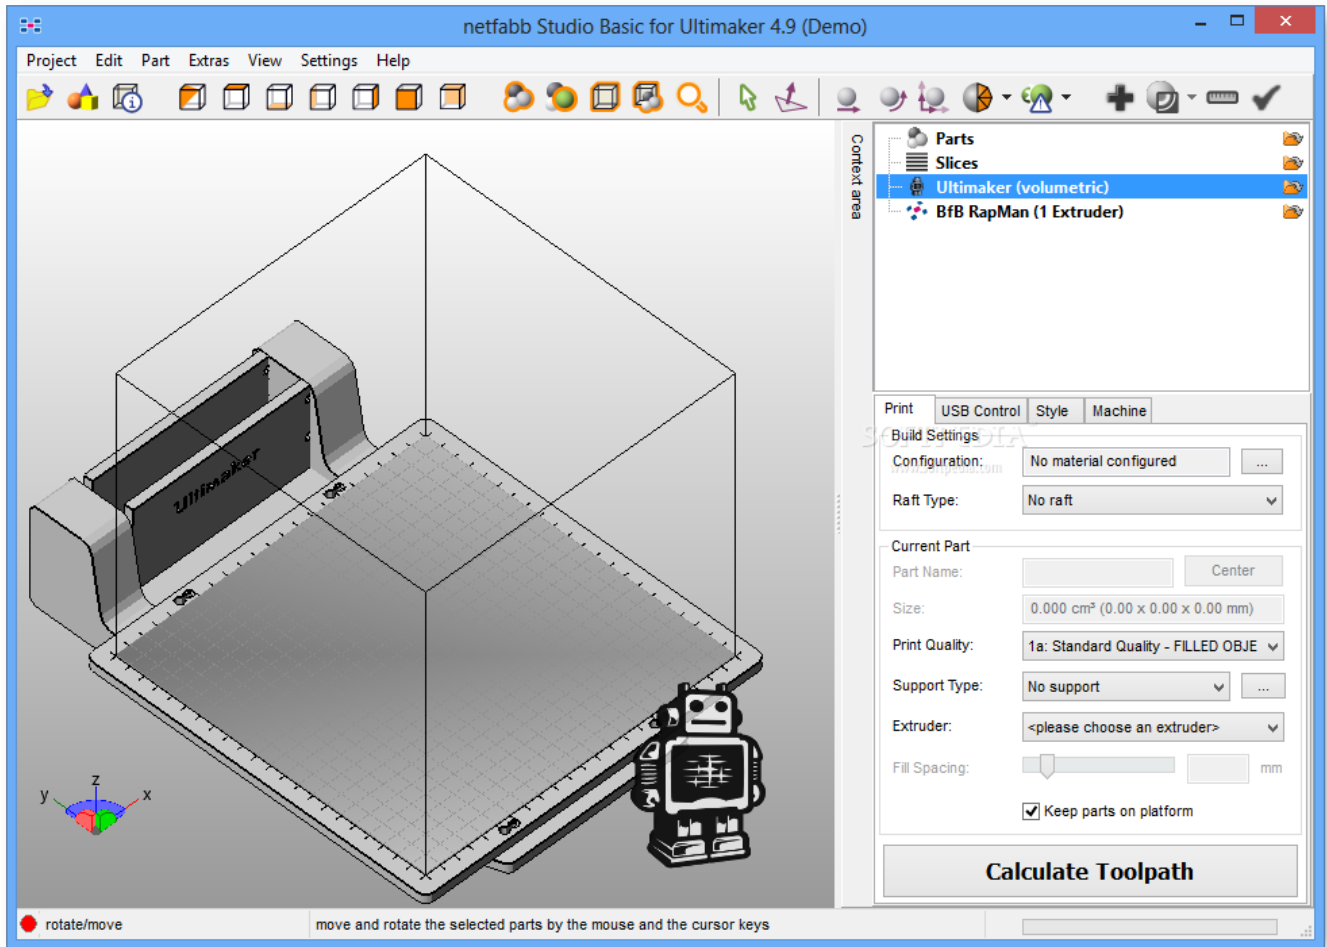 netfabb Studio Basic for Ultimaker 4.9 (Demo)
Project Edit Part Extras View Settings Help
Context area
Parts
Slices
Ultimaker (volumetric)
BfB RapMan (1 Extruder)
Ultimaker
Print USB Control Style Machine
SOFTPEDIA
Build Settings
www.softpedia.com
Configuration: No material configured ...
Raft Type: No raft
Current Part
Part Name: Center
Size: 0.000 cm³ (0.00 x 0.00 x 0.00 mm)
Print Quality: 1a: Standard Quality - FILLED OBJE
Support Type: No support ...
Extruder: <please choose an extruder>
Fill Spacing: mm
Keep parts on platform
Calculate Toolpath
z
y
x
rotate/move move and rotate the selected parts by the mouse and the cursor keys